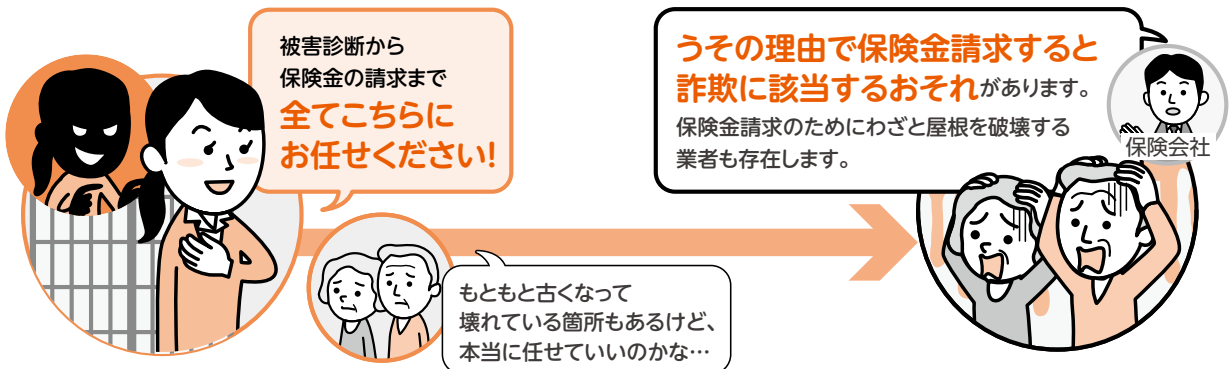 被害診断から
保険金の請求まで
全てこちらに
お任せください!
もともと古くなって
壊れている箇所もあるけど、
本当に任せていいのかな…
うその理由で保険金請求すると
詐欺に該当するおそれがあります。
保険金請求のためにわざと屋根を破壊する
業者も存在します。
保険会社